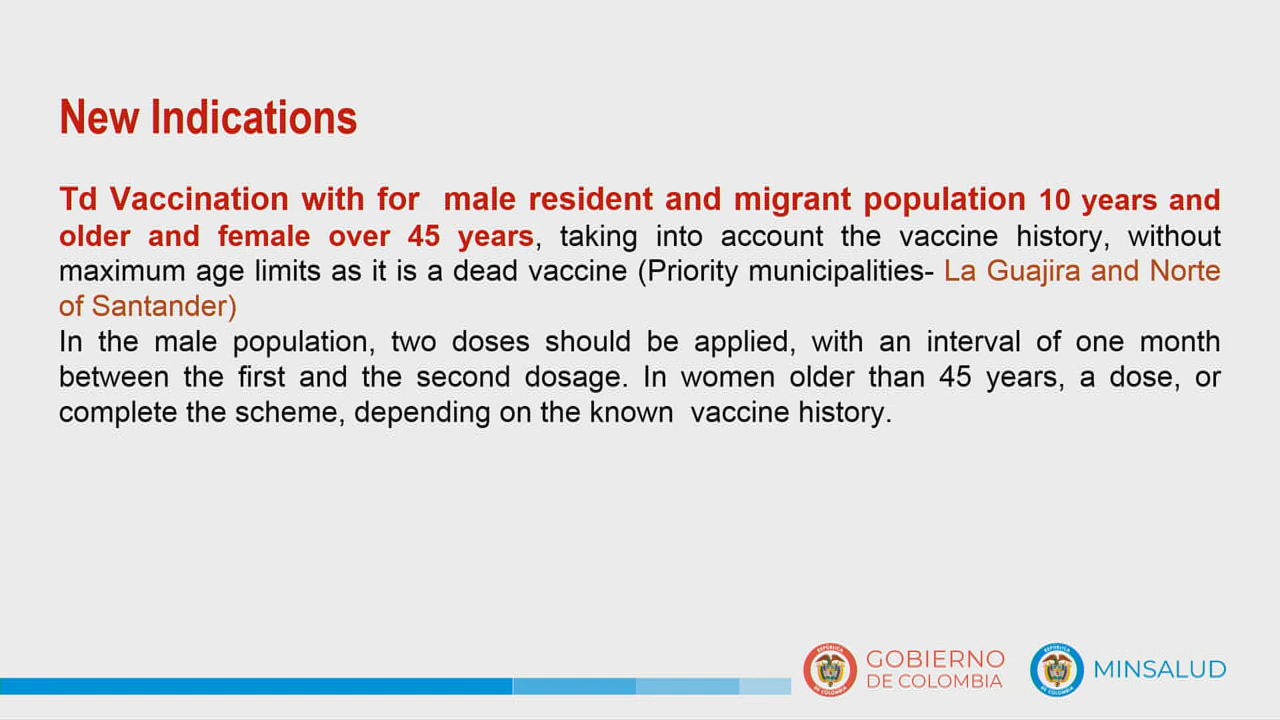 New Indications
Td Vaccination with for male resident and migrant population 10 years and
older and female over 45 years, taking into account the vaccine history, without
maximum age limits as it is a dead vaccine (Priority municipalities- La Guajira and Norte
of Santander)
In the male population, two doses should be applied, with an interval of one month
between the first and the second dosage. In women older than 45 years, a dose, or
complete the scheme, depending on the known vaccine history.
GOBIERNO
DE COLOMBIA
MINSALUD